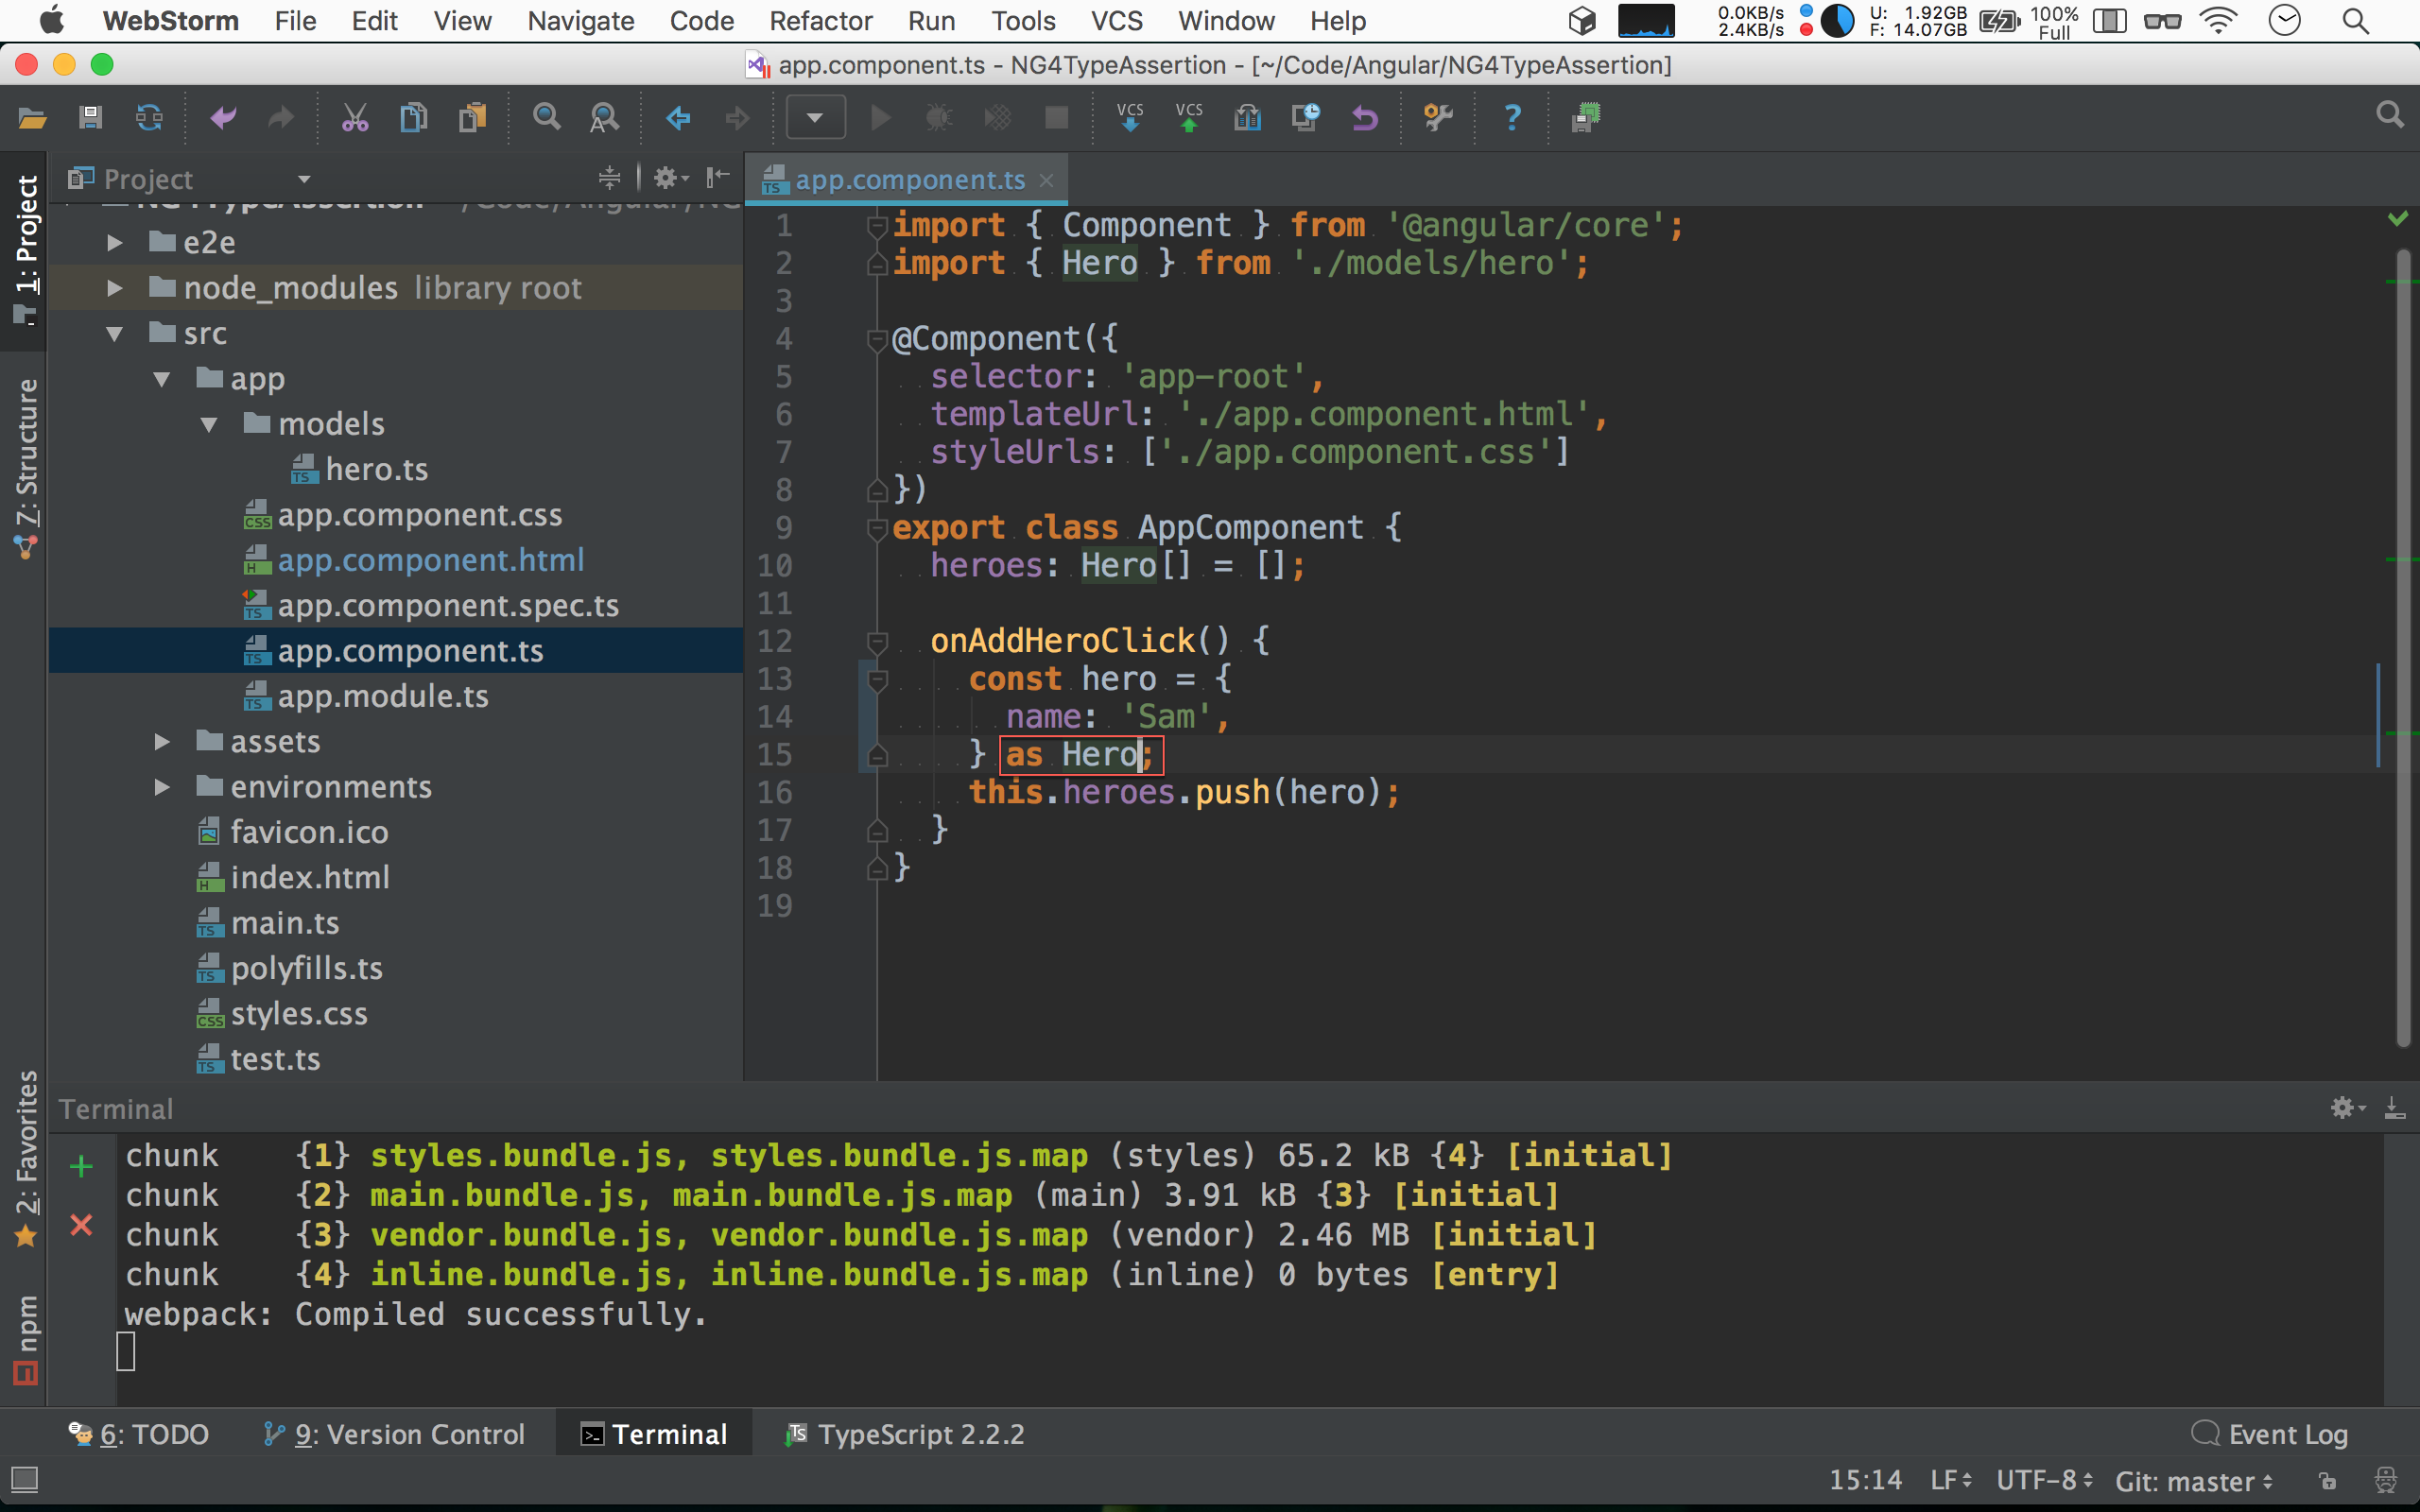 WebStorm File Edit View Navigate Code Refactor Run Tools VCS Window Help 0.0KB/s 2.4KB/s U: 1.92GB F: 14.07GB 100% Full
app.component.ts - NG4TypeAssertion - [~/Code/Angular/NG4TypeAssertion]
VCS VCS ?
1: Project
7: Structure
2: Favorites
npm
Project
NG4TypeAssertion ~/Code/Angular/NG
e2e
node_modules library root
src
app
models
hero.ts
app.component.css
app.component.html
app.component.spec.ts
app.component.ts
app.module.ts
assets
environments
favicon.ico
index.html
main.ts
polyfills.ts
styles.css
test.ts
app.component.ts
1 import { Component } from '@angular/core';
2 import { Hero } from './models/hero';
3
4 @Component({
5 selector: 'app-root',
6 templateUrl: './app.component.html',
7 styleUrls: ['./app.component.css']
8 })
9 export class AppComponent {
10 heroes: Hero[] = [];
11
12 onAddHeroClick() {
13 const hero = {
14 name: 'Sam',
15 } as Hero;
16 this.heroes.push(hero);
17 }
18 }
19
Terminal
chunk {1} styles.bundle.js, styles.bundle.js.map (styles) 65.2 kB {4} [initial]
chunk {2} main.bundle.js, main.bundle.js.map (main) 3.91 kB {3} [initial]
chunk {3} vendor.bundle.js, vendor.bundle.js.map (vendor) 2.46 MB [initial]
chunk {4} inline.bundle.js, inline.bundle.js.map (inline) 0 bytes [entry]
webpack: Compiled successfully.
6: TODO 9: Version Control Terminal TypeScript 2.2.2 Event Log
15:14 LF UTF-8 Git: master